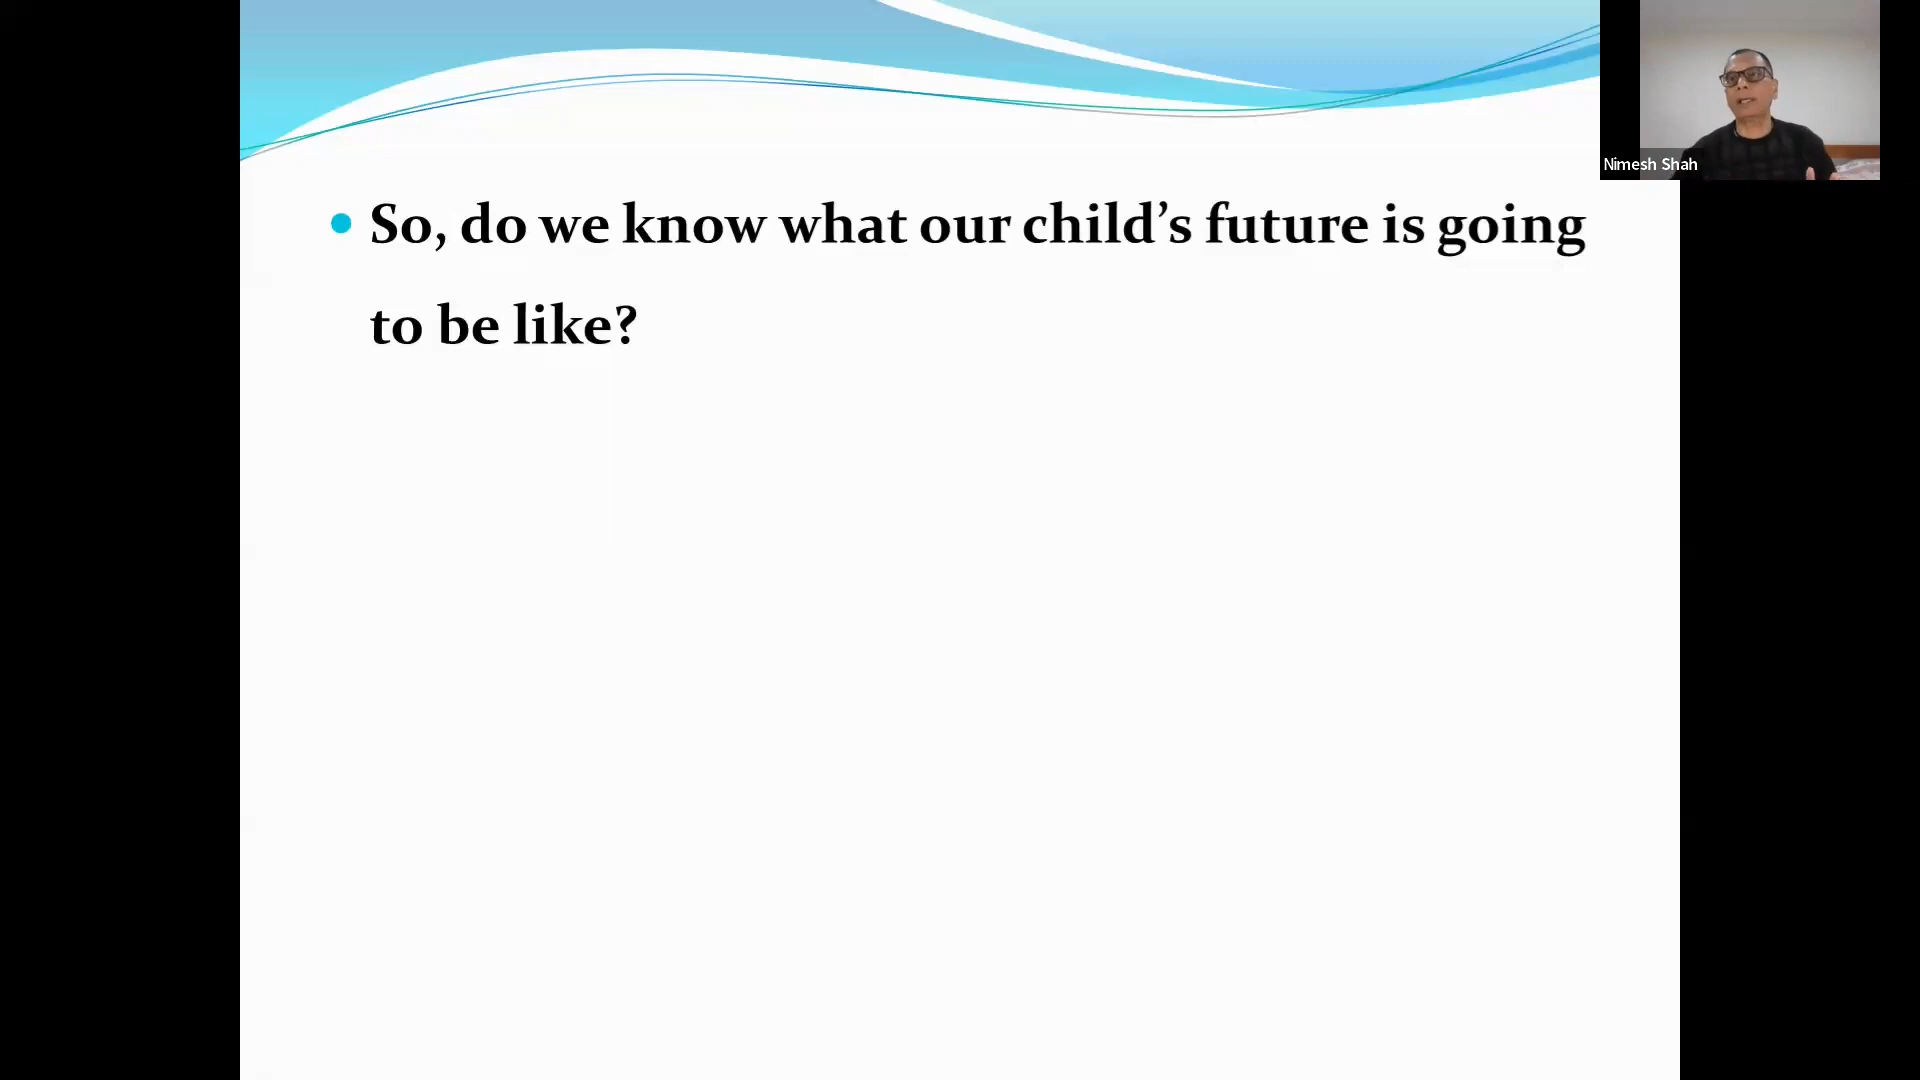 Nimesh Shah
So, do we know what our child’s future is going
to be like?